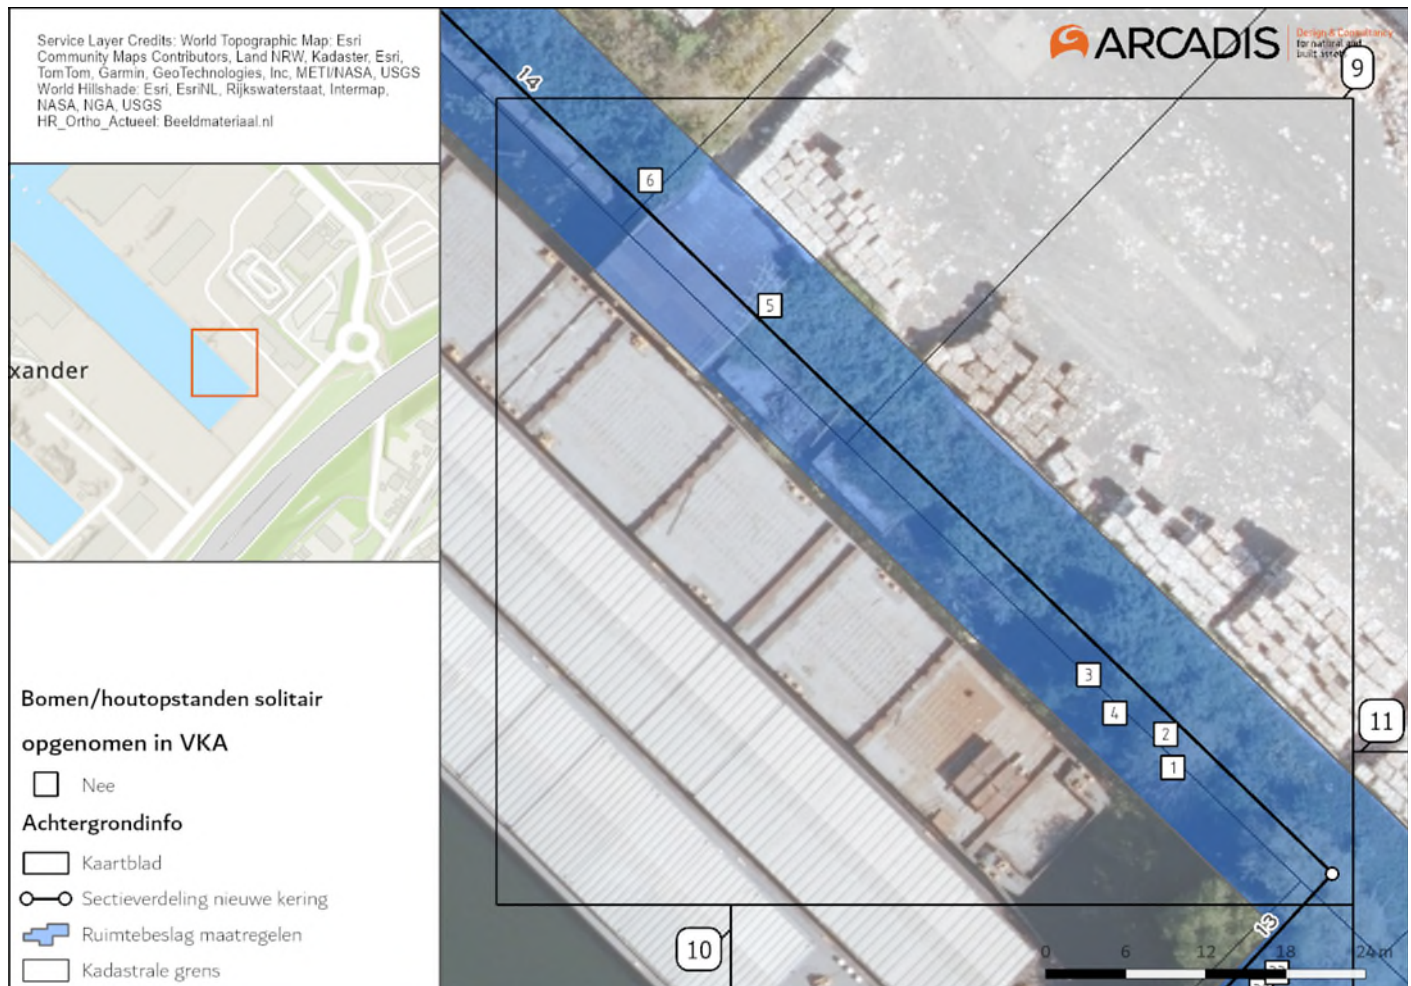 Service Layer Credits: World Topographic Map: Esri
Community Maps Contributors, Land NRW, Kadaster, Esri,
TomTom, Garmin, GeoTechnologies, Inc, METI/NASA, USGS
World Hillshade: Esri, EsriNL, Rijkswaterstaat, Intermap,
NASA, NGA, USGS
HR_Ortho_Actueel: Beeldmateriaal.nl
xander
Bomen/houtopstanden solitair
opgenomen in VKA
Nee
Achtergrondinfo
Kaartblad
Sectieverdeling nieuwe kering
Ruimtebeslag maatregelen
Kadastrale grens
ARCADIS
Design & Consultancy
for natural and
built assets
9
14
6
5
3
4
2
1
11
10
13
0 6 12 18 24 m